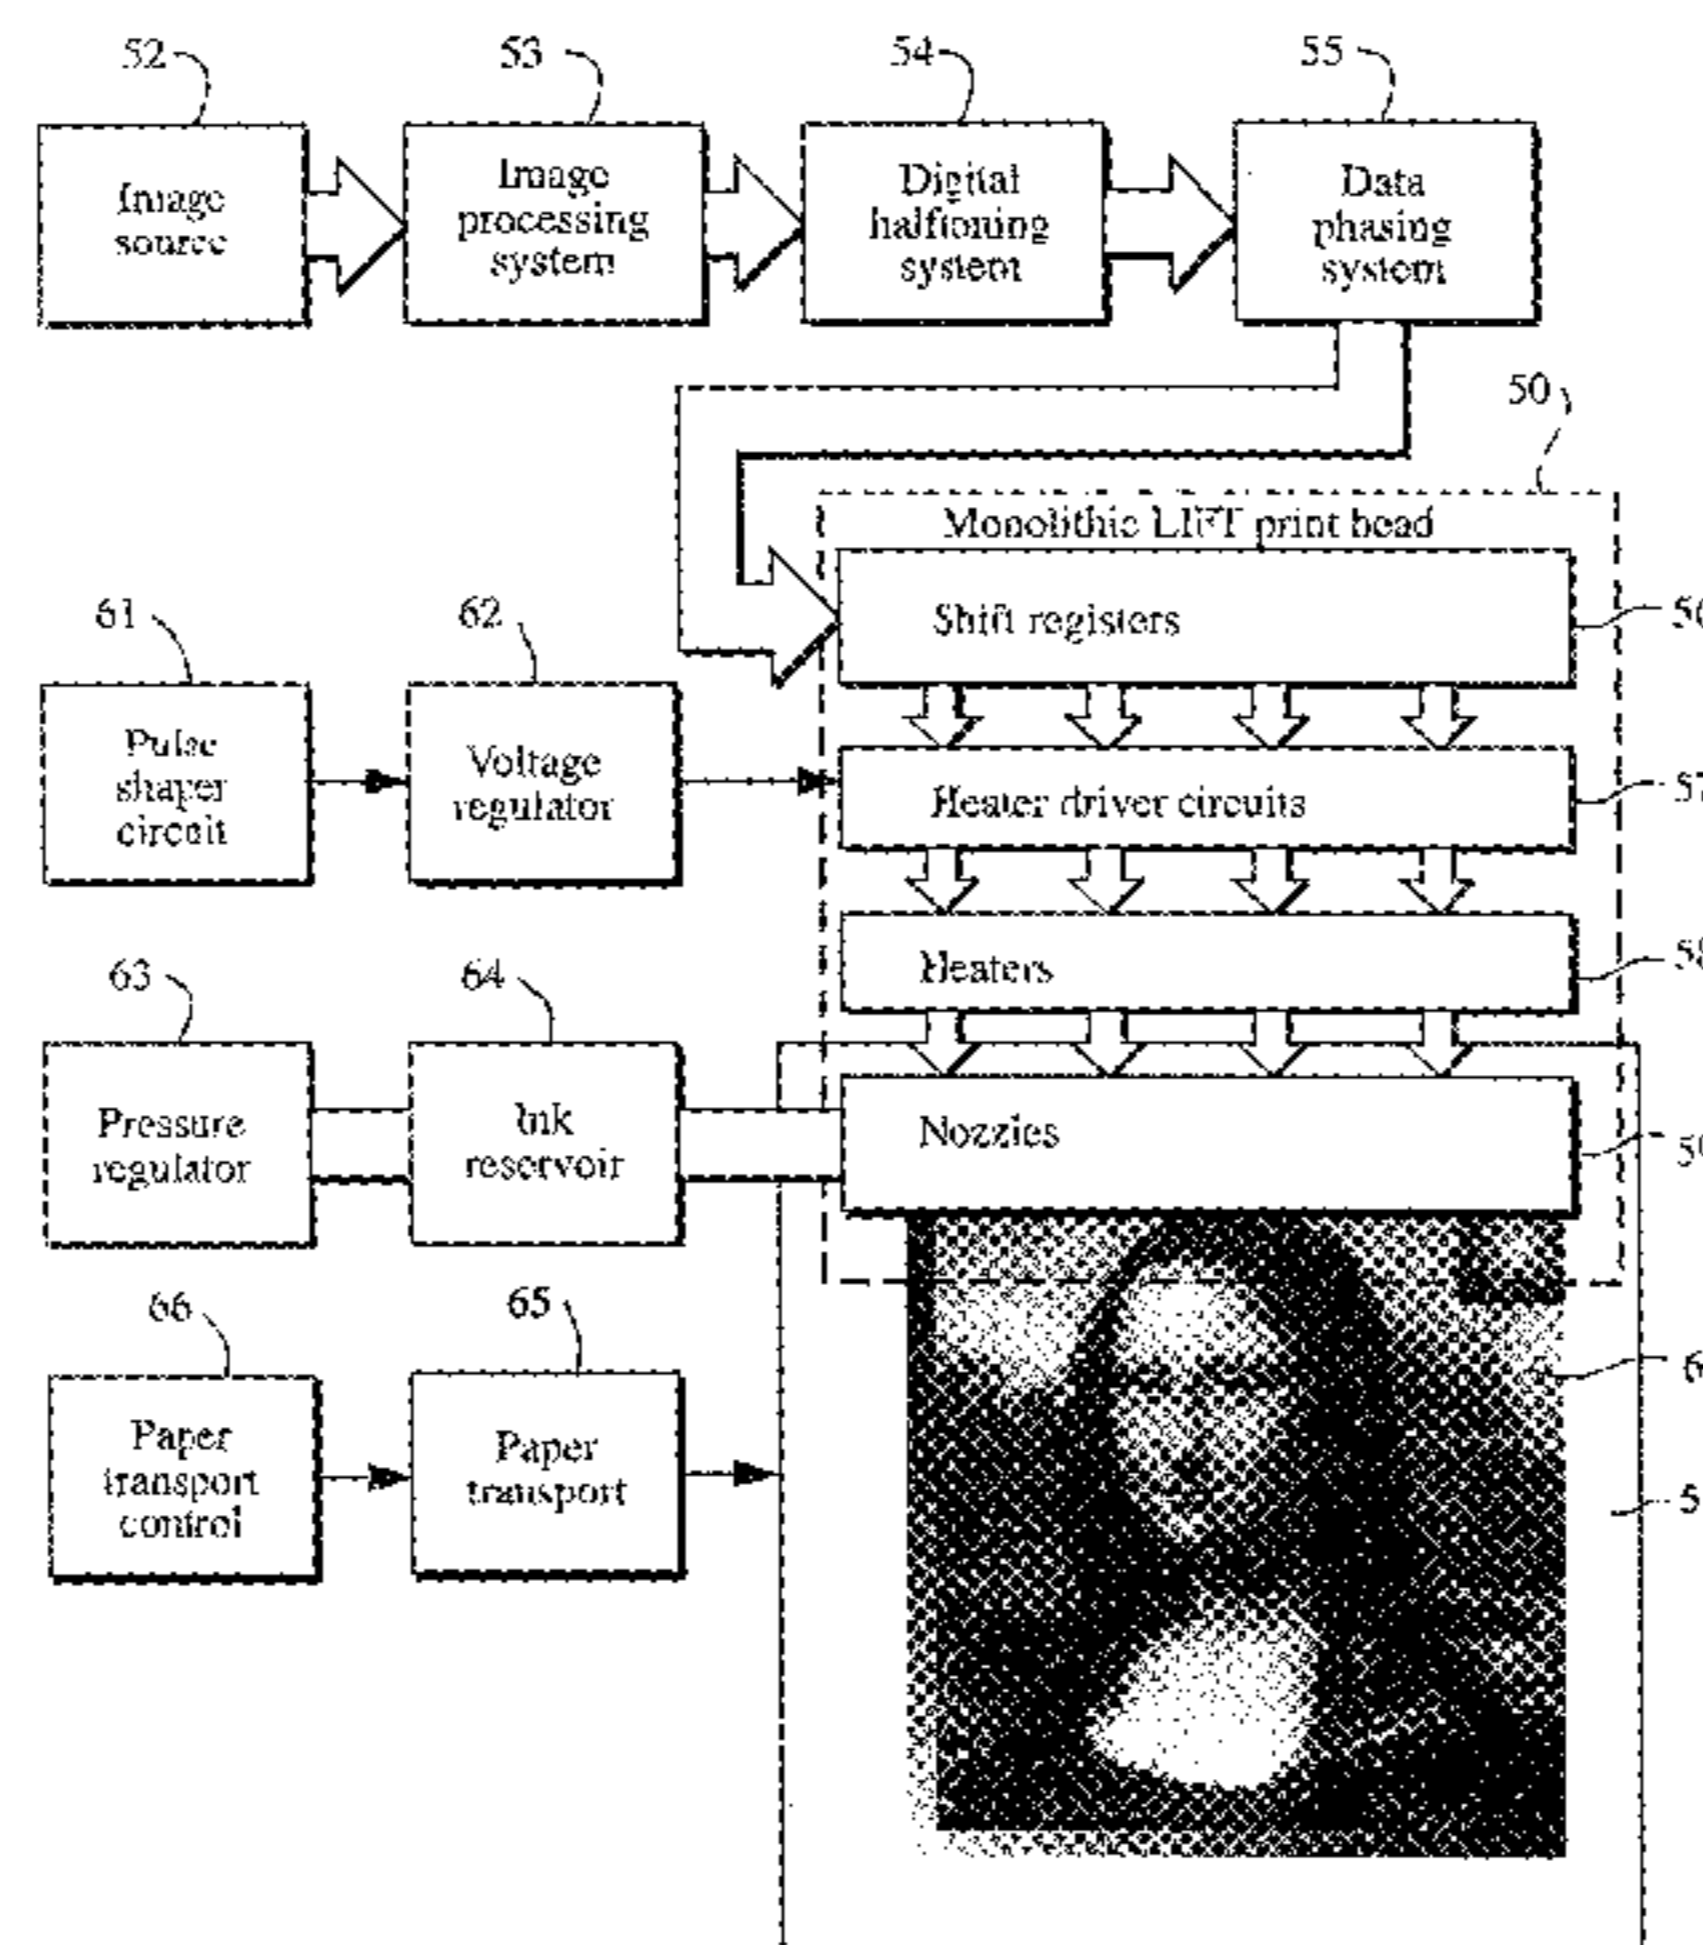 52
53
54
55
Image
source
Image
processing
system
Digital
halftoning
system
Data
phasing
system
50
Monolithic LIFT print head
61
62
Shift registers
Pulse
shaper
circuit
Voltage
regulator
Heater driver circuits
57
63
64
Heaters
58
Pressure
regulator
Ink
reservoir
Nozzles
66
65
Paper
transport
control
Paper
transport